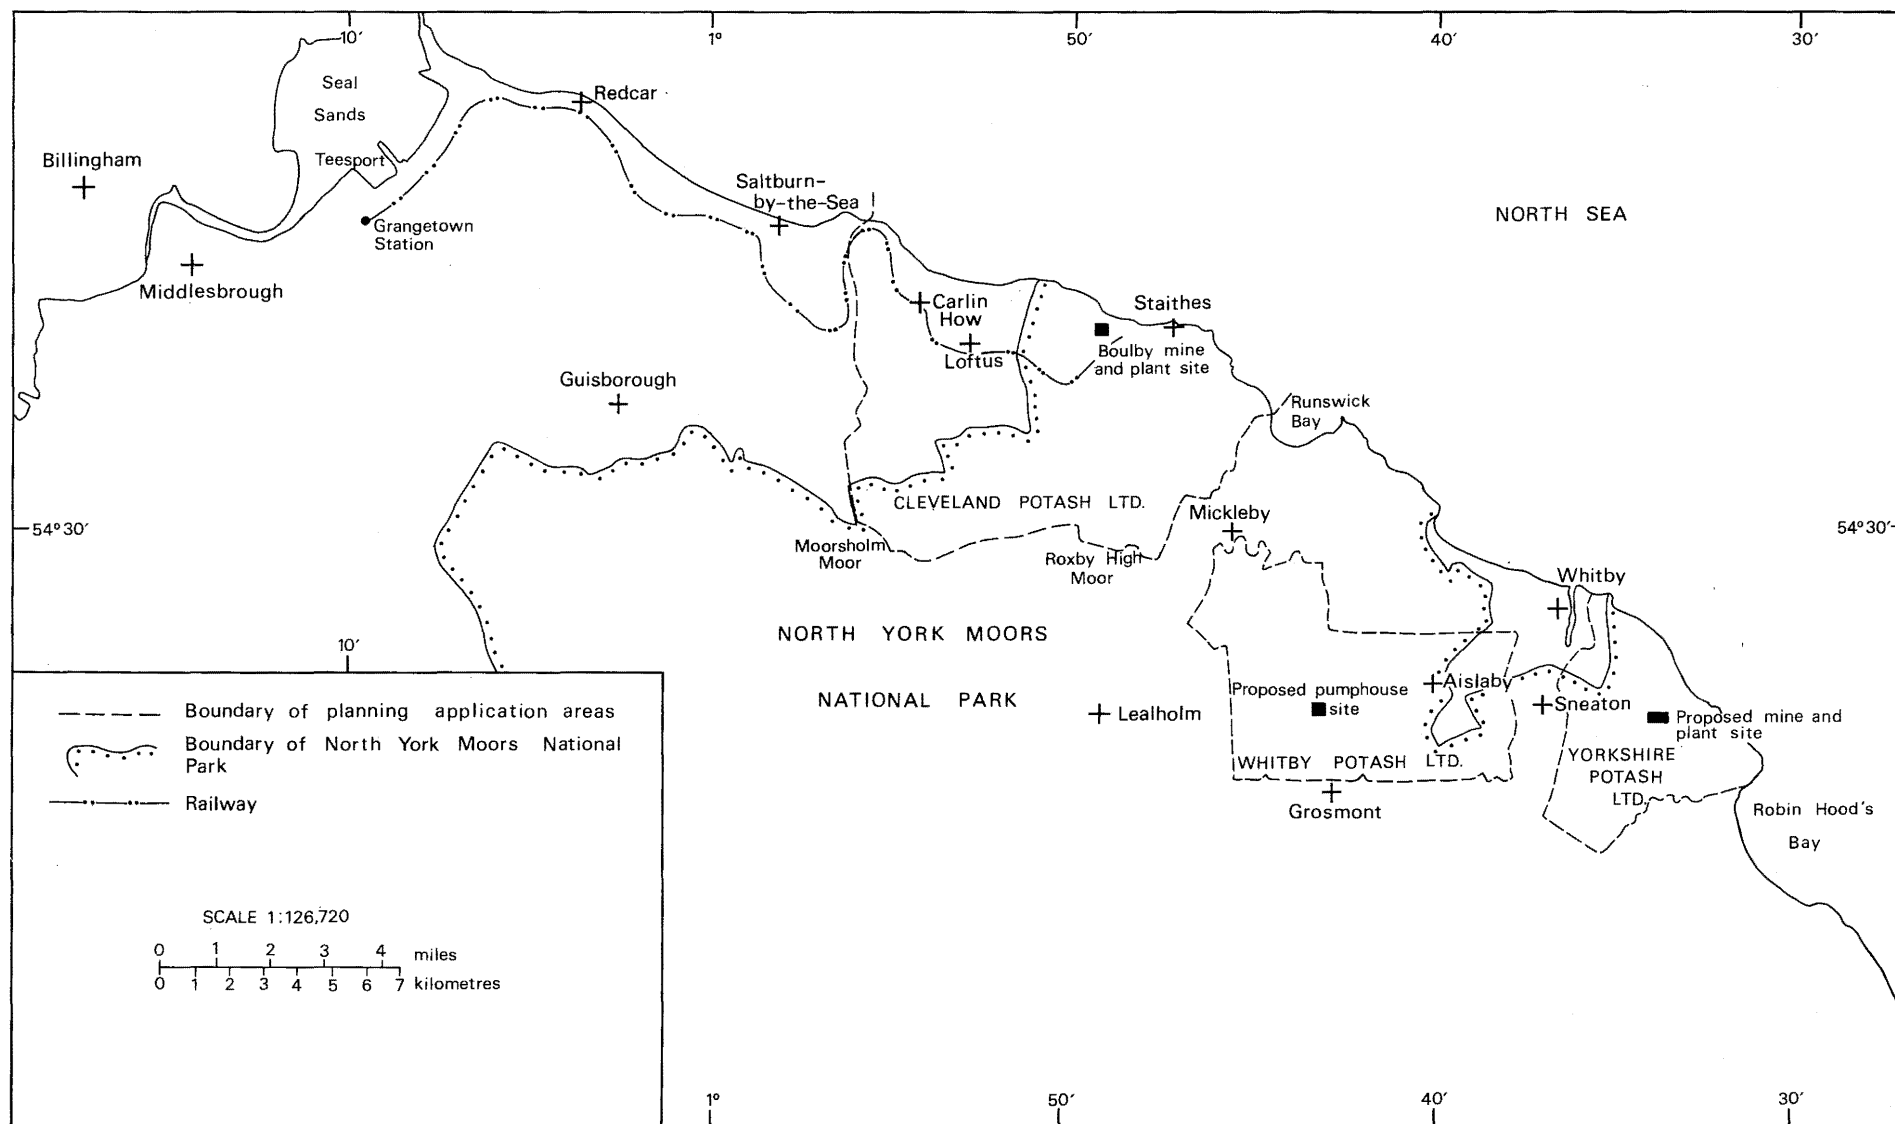 10′
1°
50′
40′
30′
Seal
Sands
Teesport
Redcar
Billingham
Saltburn-
by-the-Sea
NORTH SEA
Grangetown
Station
Middlesbrough
Carlin
How
Loftus
Staithes
Boulby mine
and plant site
Guisborough
Runswick
Bay
CLEVELAND POTASH LTD.
Mickleby
54°30′
54°30′
Moorsholm
Moor
Roxby High
Moor
Whitby
NORTH YORK MOORS
NATIONAL PARK
10′
Lealholm
Proposed pumphouse
site
Aislaby
Sneaton
Proposed mine and
plant site
WHITBY POTASH LTD.
YORKSHIRE
POTASH
LTD.
Grosmont
Robin Hood's
Bay
Boundary of planning application areas
Boundary of North York Moors National
Park
Railway
SCALE 1:126,720
0 1 2 3 4 miles
0 1 2 3 4 5 6 7 kilometres
1°
50′
40′
30′